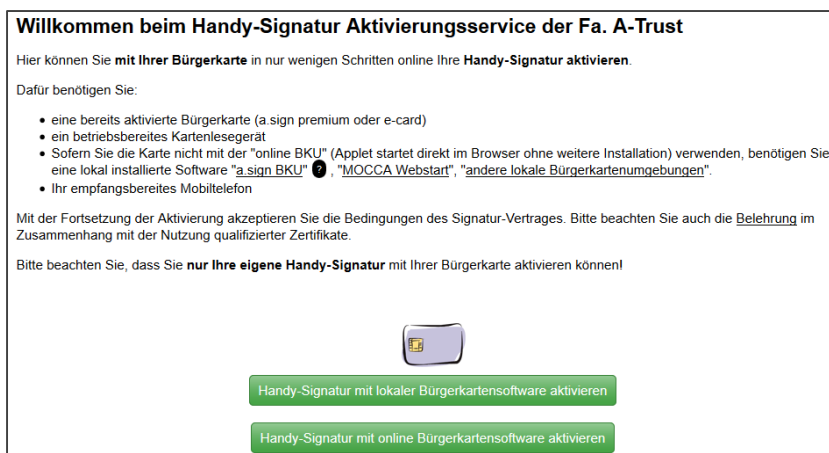 Willkommen beim Handy-Signatur Aktivierungsservice der Fa. A-Trust
Hier können Sie mit Ihrer Bürgerkarte in nur wenigen Schritten online Ihre Handy-Signatur aktivieren.
Dafür benötigen Sie:
• eine bereits aktivierte Bürgerkarte (a.sign premium oder e-card)
• ein betriebsbereites Kartenlesegerät
• Sofern Sie die Karte nicht mit der "online BKU" (Applet startet direkt im Browser ohne weitere Installation) verwenden, benötigen Sie
eine lokal installierte Software "a.sign BKU" ? , "MOCCA Webstart", "andere lokale Bürgerkartenumgebungen".
• Ihr empfangsbereites Mobiltelefon
Mit der Fortsetzung der Aktivierung akzeptieren Sie die Bedingungen des Signatur-Vertrages. Bitte beachten Sie auch die Belehrung im
Zusammenhang mit der Nutzung qualifizierter Zertifikate.
Bitte beachten Sie, dass Sie nur Ihre eigene Handy-Signatur mit Ihrer Bürgerkarte aktivieren können!
Handy-Signatur mit lokaler Bürgerkartensoftware aktivieren
Handy-Signatur mit online Bürgerkartensoftware aktivieren